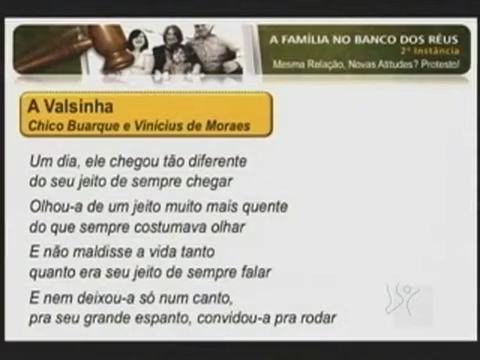 A FAMÍLIA NO BANCO DOS RÉUS
2ª Instância
Mesma Relação, Novas Atitudes? Protesto!
A Valsinha
Chico Buarque e Vinícius de Moraes
Um dia, ele chegou tão diferente
do seu jeito de sempre chegar
Olhou-a de um jeito muito mais quente
do que sempre costumava olhar
E não maldisse a vida tanto
quanto era seu jeito de sempre falar
E nem deixou-a só num canto,
pra seu grande espanto, convidou-a pra rodar